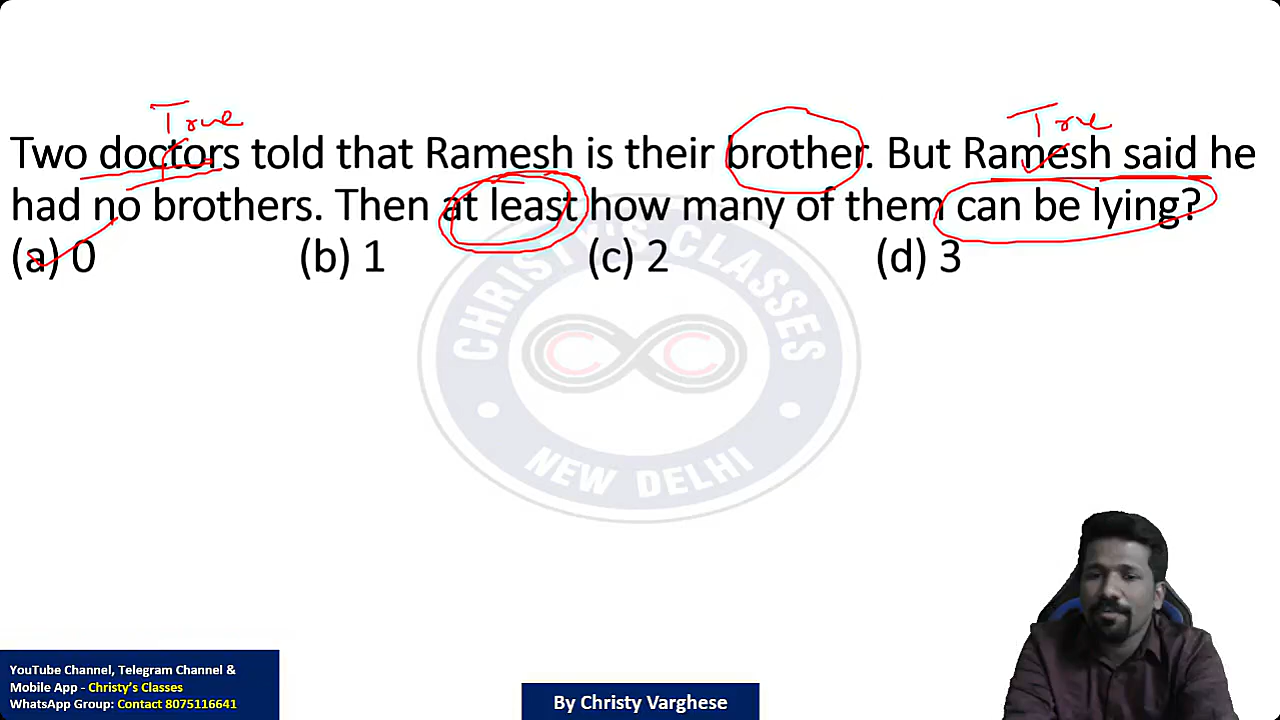 True
True
Two doctors told that Ramesh is their brother. But Ramesh said he
had no brothers. Then at least how many of them can be lying?
(a) 0 (b) 1 (c) 2 (d) 3
CHRISTY'S CLASSES
CC
NEW DELHI
YouTube Channel, Telegram Channel &
Mobile App - Christy's Classes
WhatsApp Group: Contact 8075116641
By Christy Varghese